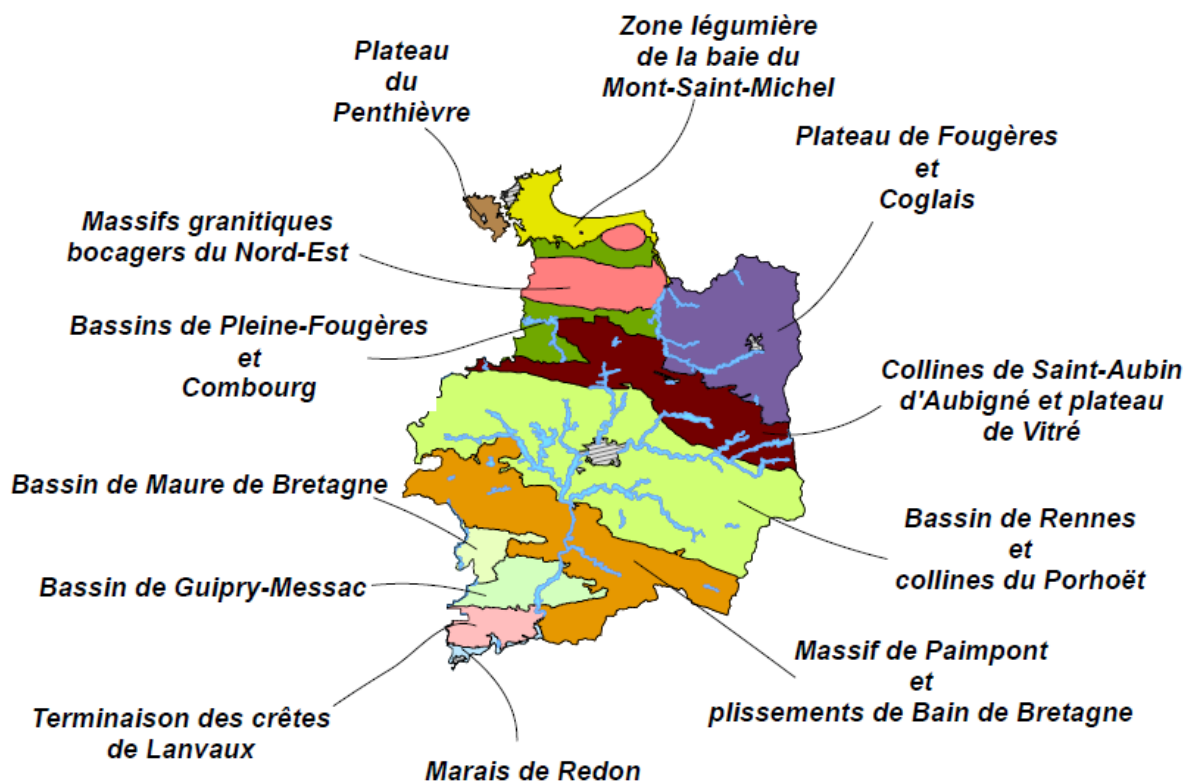 Zone légumière
de la baie du
Mont-Saint-Michel
Plateau
du
Penthièvre
Plateau de Fougères
et
Coglais
Massifs granitiques
bocagers du Nord-Est
Bassins de Pleine-Fougères
et
Combourg
Collines de Saint-Aubin
d'Aubigné et plateau
de Vitré
Bassin de Maure de Bretagne
Bassin de Rennes
et
collines du Porhoët
Bassin de Guipry-Messac
Massif de Paimpont
et
plissements de Bain de Bretagne
Terminaison des crêtes
de Lanvaux
Marais de Redon